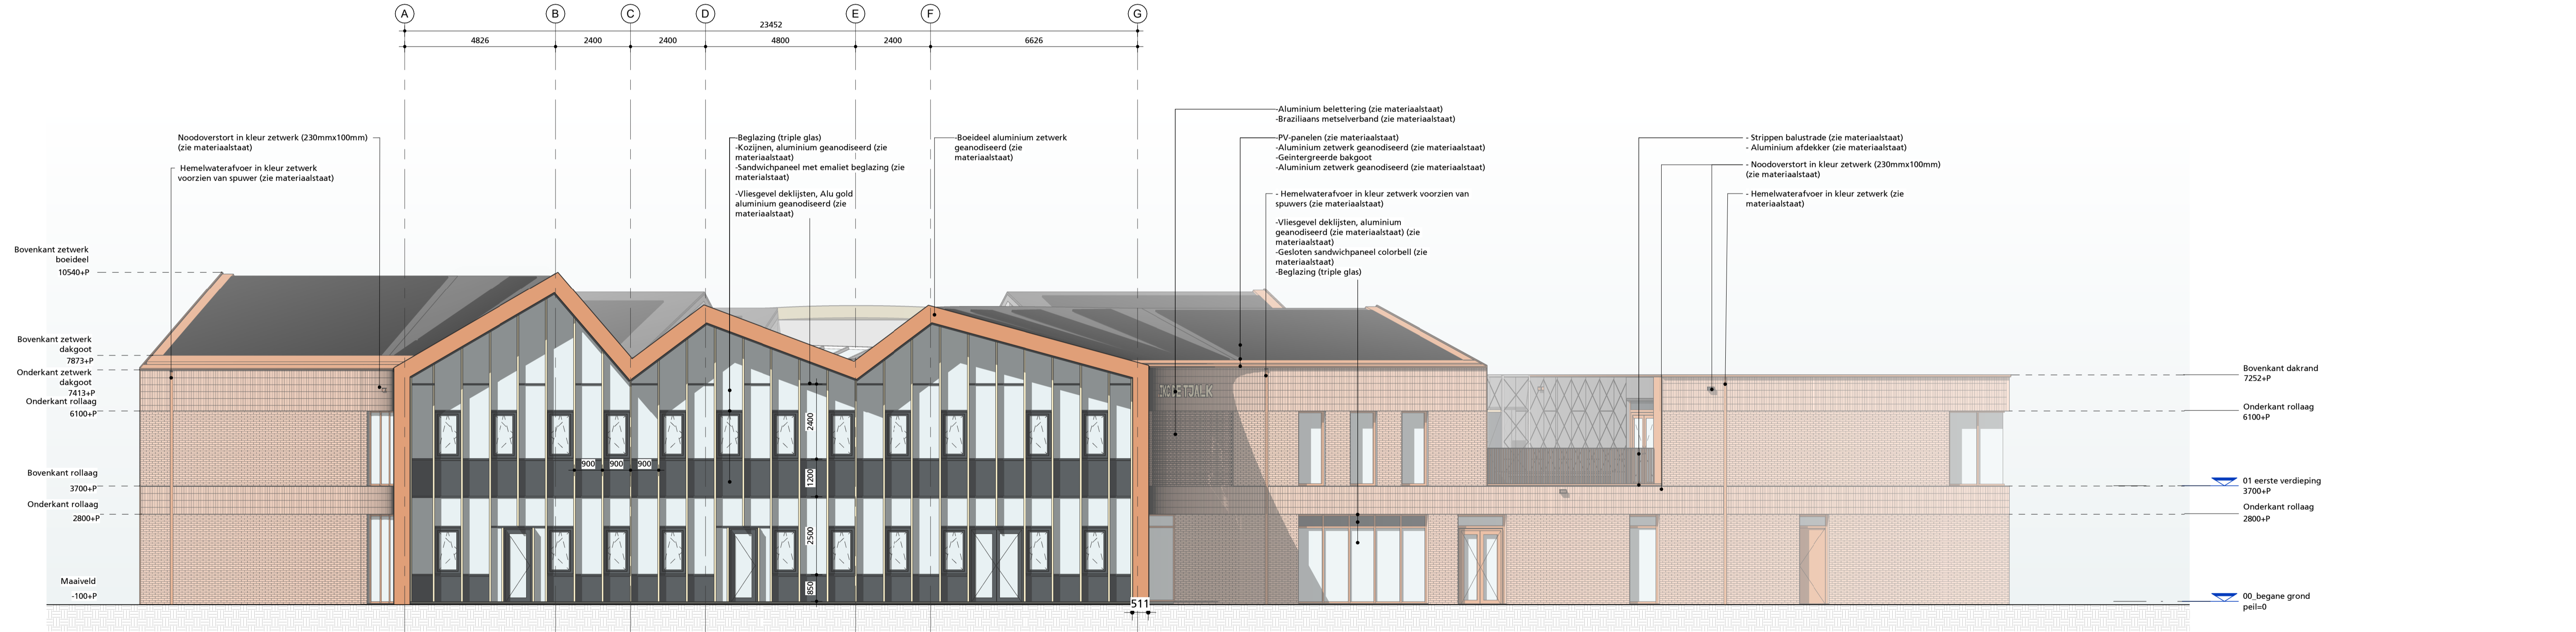 A B C D E F G
23452
4826 2400 2400 4800 2400 6626
-Aluminium belettering (zie materiaalstaat)
-Braziliaans metselverband (zie materiaalstaat)
Noodoverstort in kleur zetwerk (230mmx100mm)
(zie materiaalstaat)
Hemelwaterafvoer in kleur zetwerk
voorzien van spuwer (zie materiaalstaat)
-Beglazing (triple glas)
-Kozijnen, aluminium geanodiseerd (zie
materiaalstaat)
-Sandwichpaneel met emaliet beglazing (zie
materialstaat)
-Vliesgevel deklijsten, Alu gold
aluminium geanodiseerd (zie
materiaalstaat)
-Boeideel aluminium zetwerk
geanodiseerd (zie
materiaalstaat)
-PV-panelen (zie materiaalstaat)
-Aluminium zetwerk geanodiseerd (zie materiaalstaat)
-Geintergreerde bakgoot
-Aluminium zetwerk geanodiseerd (zie materiaalstaat)
- Hemelwaterafvoer in kleur zetwerk voorzien van
spuwers (zie materiaalstaat)
-Vliesgevel deklijsten, aluminium
geanodiseerd (zie materiaalstaat) (zie
materiaalstaat)
-Gesloten sandwichpaneel colorbell (zie
materiaalstaat)
-Beglazing (triple glas)
- Strippen balustrade (zie materiaalstaat)
- Aluminium afdekker (zie materiaalstaat)
- Noodoverstort in kleur zetwerk (230mmx100mm)
(zie materiaalstaat)
- Hemelwaterafvoer in kleur zetwerk (zie
materiaalstaat)
Bovenkant zetwerk
boeideel
10540+P
Bovenkant zetwerk
dakgoot
7873+P
Onderkant zetwerk
dakgoot
7413+P
Onderkant rollaag
6100+P
Bovenkant rollaag
3700+P
Onderkant rollaag
2800+P
Maaiveld
-100+P
2400
900 900 900
1200
2500
850
511
Bovenkant dakrand
7252+P
Onderkant rollaag
6100+P
01 eerste verdieping
3700+P
Onderkant rollaag
2800+P
00_begane grond
peil=0